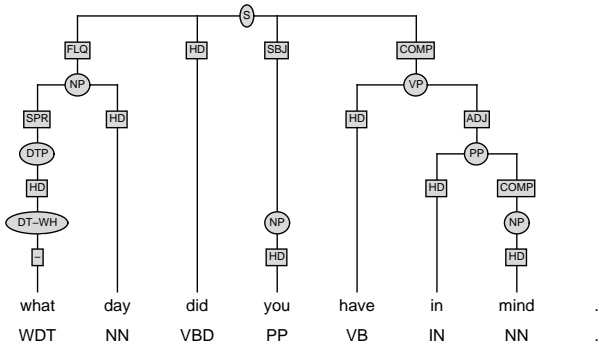 S
FLQ HD SBJ COMP
NP VP
SPR HD HD ADJ
DTP PP
HD HD COMP
DT–WH NP NP
– HD HD
what day did you have in mind .
WDT NN VBD PP VB IN NN .